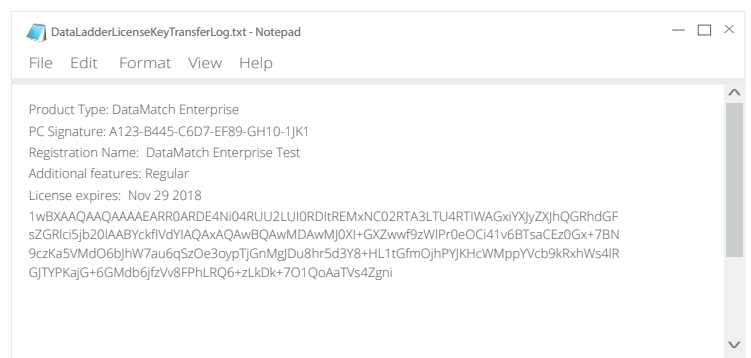 DataLadderLicenseKeyTransferLog.txt - Notepad
File Edit Format View Help
Product Type: DataMatch Enterprise
PC Signature: A123-B445-C6D7-EF89-GH10-1JK1
Registration Name: DataMatch Enterprise Test
Additional features: Regular
License expires: Nov 29 2018
1wBXAAQAAQAAAAEARR0ARDE4Ni04RUU2LUI0RDItREMxNC02RTA3LTU4RTIWAGxiYXJyZXJhQGRhdGF
sZGRlci5jb20IAABYckfIVdYIAQAxAQAwBQAwMDAwMJ0XI+GXZwwf9zWlPr0eOCi41v6BTsaCEz0Gx+7BN
9czKa5VMdO6bJhW7au6qSzOe3oypTjGnMgJDu8hr5d3Y8+HL1tGfmOjhPYJKHcWMppYVcb9kRxhWs4lR
GJTYPKajG+6GMdb6jfzVv8FPhLRQ6+zLkDk+7O1QoAaTVs4Zgni